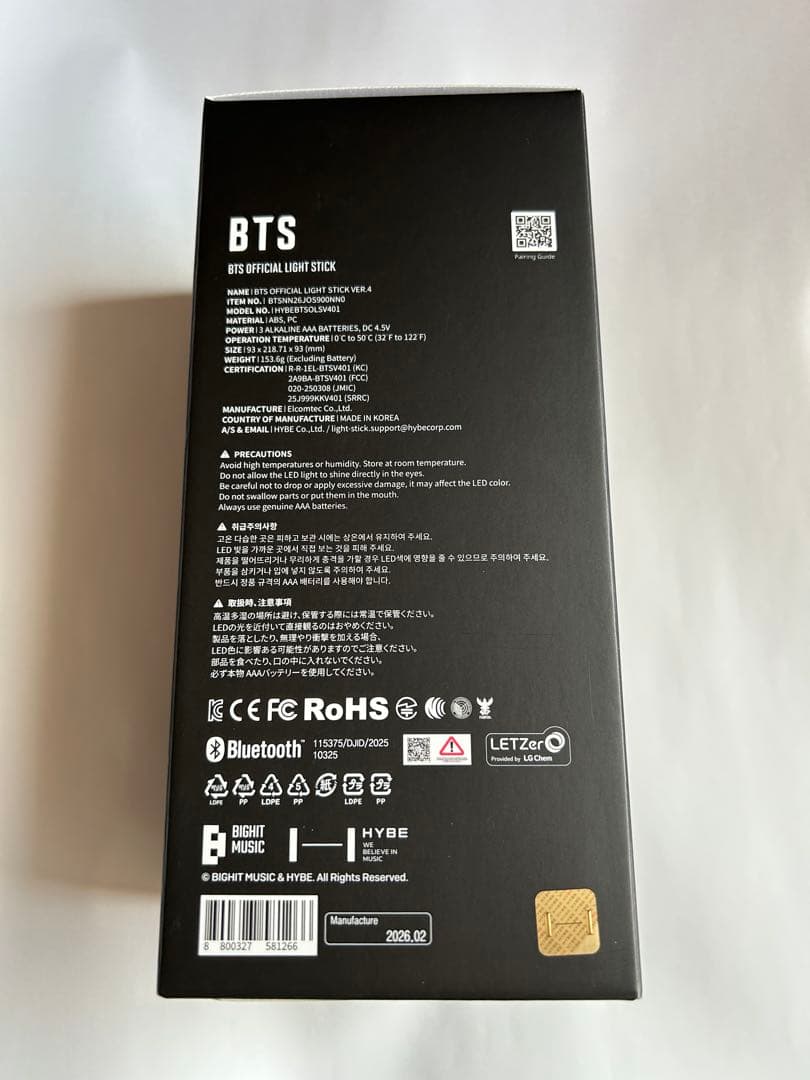 BTS
Pairing Guide
BTS OFFICIAL LIGHT STICK
NAME | BTS OFFICIAL LIGHT STICK VER.4
ITEM NO. | BTSNN26JOS900NN0
MODEL NO. | HYBEBTSOLSV401
MATERIAL | ABS, PC
POWER | 3 ALKALINE AAA BATTERIES, DC 4.5V
OPERATION TEMPERATURE | 0˚C to 50˚C (32˚F to 122˚F)
SIZE | 93 x 218.71 x 93 (mm)
WEIGHT | 153.6g (Excluding Battery)
CERTIFICATION | R-R-1EL-BTSV401 (KC)
2A9BA-BTSV401 (FCC)
020-250308 (JMIC)
25J999KKV401 (SRRC)
MANUFACTURE | Elcomtec Co.,Ltd.
COUNTRY OF MANUFACTURE | MADE IN KOREA
A/S & EMAIL | HYBE Co.,Ltd. / light-stick.support@hybecorp.com
PRECAUTIONS
Avoid high temperatures or humidity. Store at room temperature.
Do not allow the LED light to shine directly in the eyes.
Be careful not to drop or apply excessive damage, it may affect the LED color.
Do not swallow parts or put them in the mouth.
Always use genuine AAA batteries.
취급주의사항
고온 다습한 곳은 피하고 보관 시에는 상온에서 유지하여 주세요.
LED 빛을 가까운 곳에서 직접 보는 것을 피해 주세요.
제품을 떨어뜨리거나 무리하게 충격을 가할 경우 LED색에 영향을 줄 수 있으므로 주의하여 주세요.
부품을 삼키거나 입에 넣지 않도록 주의하여 주세요.
반드시 정품 규격의 AAA 배터리를 사용해야 합니다.
取扱時、注意事項
高温多湿の場所は避け、保管する際には常温で保管ください。
LEDの光を近付いて直接観るのはおやめください。
製品を落としたり、無理やり衝撃を加える場合、
LED色に影響ある可能性がありますのでご注意ください。
部品を食べたり、口の中に入れないでください。
必ず本物 AAAバッテリーを使用してください。
CE FC RoHS
Bluetooth™ 115375/DJID/2025
10325
LETZero
Provided by LG Chem
LDPE PP LDPE PP 紙 プラ LDPE プラ PP
BIGHIT
MUSIC
HYBE
WE
BELIEVE IN
MUSIC
© BIGHIT MUSIC & HYBE. All Rights Reserved.
8 800327 581266
Manufacture
2026.02